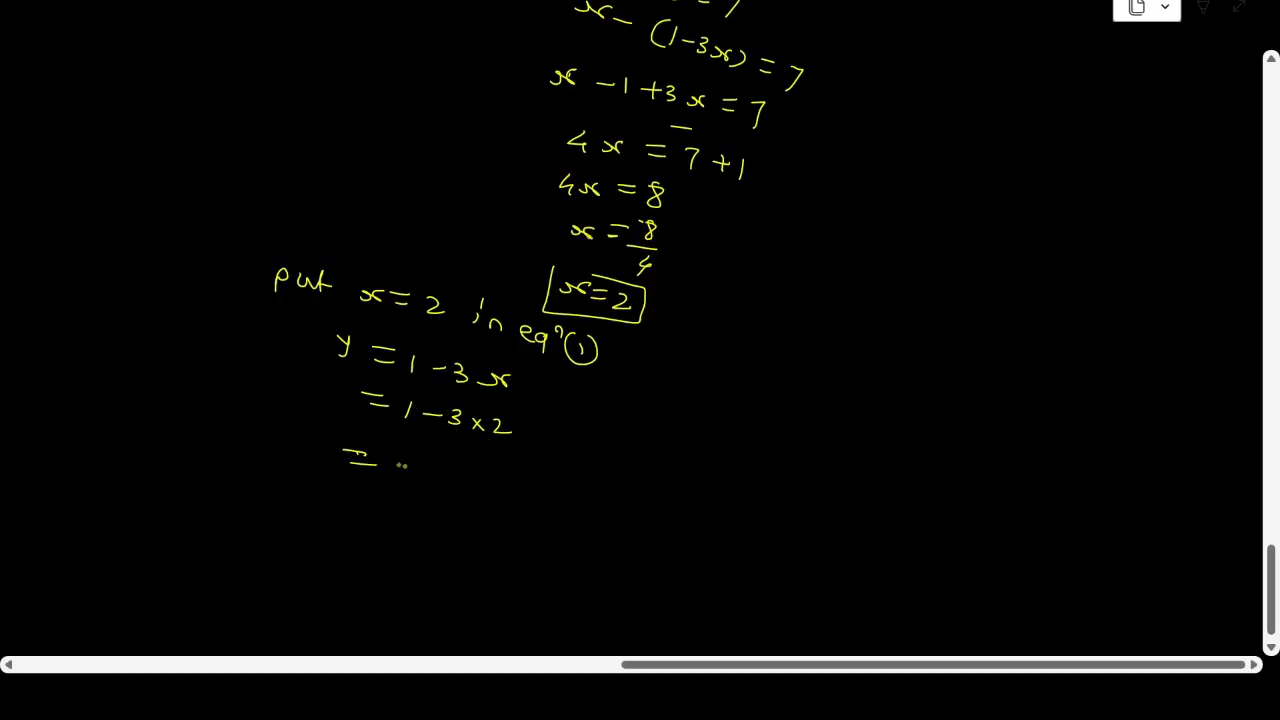 x - (1-3x) = 7
x - 1 + 3x = 7
4x = 7 + 1
4x = 8
x = 8/4
x = 2
put x = 2 in eqⁿ (1)
y = 1 - 3x
= 1 - 3 × 2
=